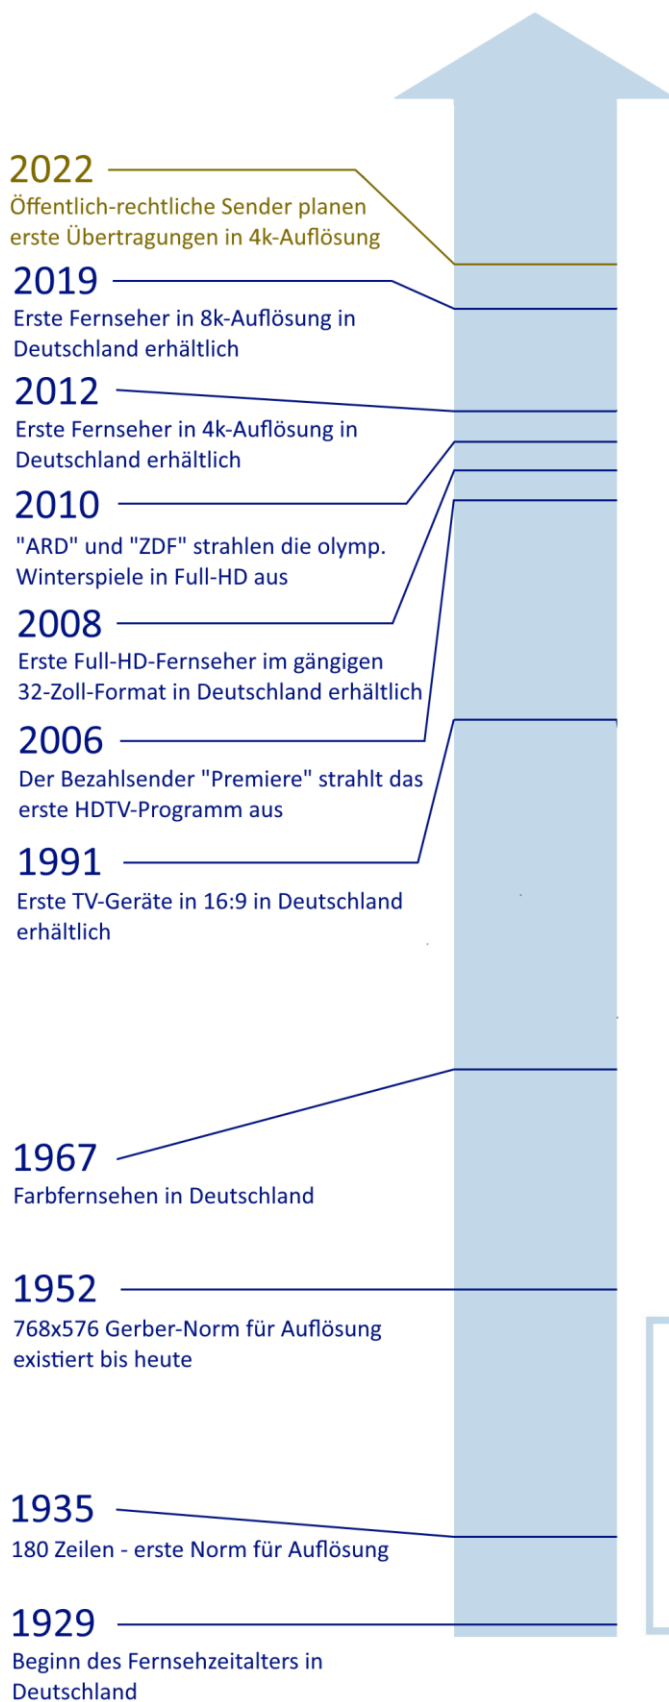 2022
Öffentlich-rechtliche Sender planen
erste Übertragungen in 4k-Auflösung
2019
Erste Fernseher in 8k-Auflösung in
Deutschland erhältlich
2012
Erste Fernseher in 4k-Auflösung in
Deutschland erhältlich
2010
"ARD" und "ZDF" strahlen die olymp.
Winterspiele in Full-HD aus
2008
Erste Full-HD-Fernseher im gängigen
32-Zoll-Format in Deutschland erhältlich
2006
Der Bezahlsender "Premiere" strahlt das
erste HDTV-Programm aus
1991
Erste TV-Geräte in 16:9 in Deutschland
erhältlich
1967
Farbfernsehen in Deutschland
1952
768x576 Gerber-Norm für Auflösung
existiert bis heute
1935
180 Zeilen - erste Norm für Auflösung
1929
Beginn des Fernsehzeitalters in
Deutschland